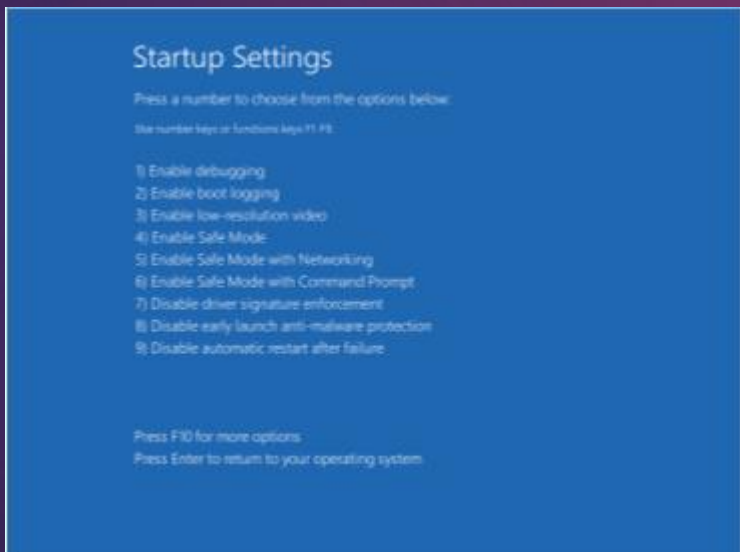 Startup Settings
Press a number to choose from the options below:
Use number keys or functions keys F1-F9.
1) Enable debugging
2) Enable boot logging
3) Enable low-resolution video
4) Enable Safe Mode
5) Enable Safe Mode with Networking
6) Enable Safe Mode with Command Prompt
7) Disable driver signature enforcement
8) Disable early launch anti-malware protection
9) Disable automatic restart after failure
Press F10 for more options
Press Enter to return to your operating system